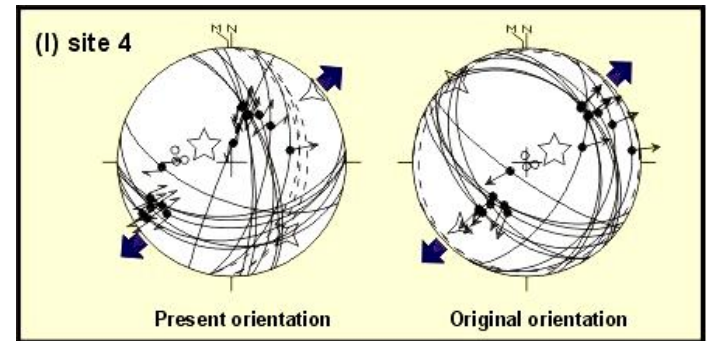 (I) site 4
M N
M N
Present orientation
Original orientation